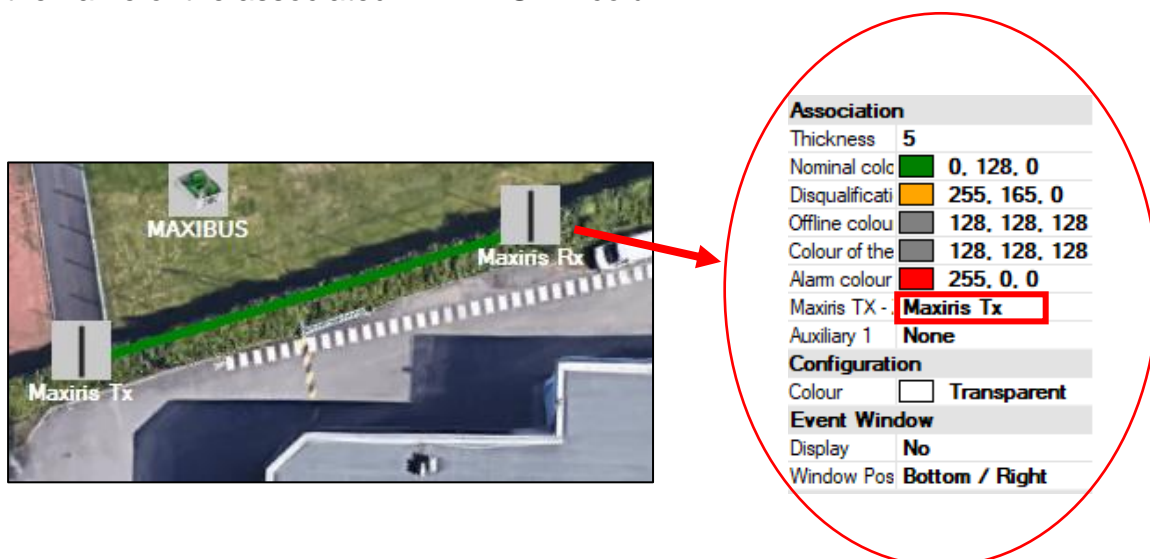 MAXIBUS
Maxiris Rx
Maxiris Tx
Association
Thickness 5
Nominal colc 0, 128, 0
Disqualificati 255, 165, 0
Offline colou 128, 128, 128
Colour of the 128, 128, 128
Alarm colour 255, 0, 0
Maxiris TX - Maxiris Tx
Auxiliary 1 None
Configuration
Colour Transparent
Event Window
Display No
Window Pos Bottom / Right